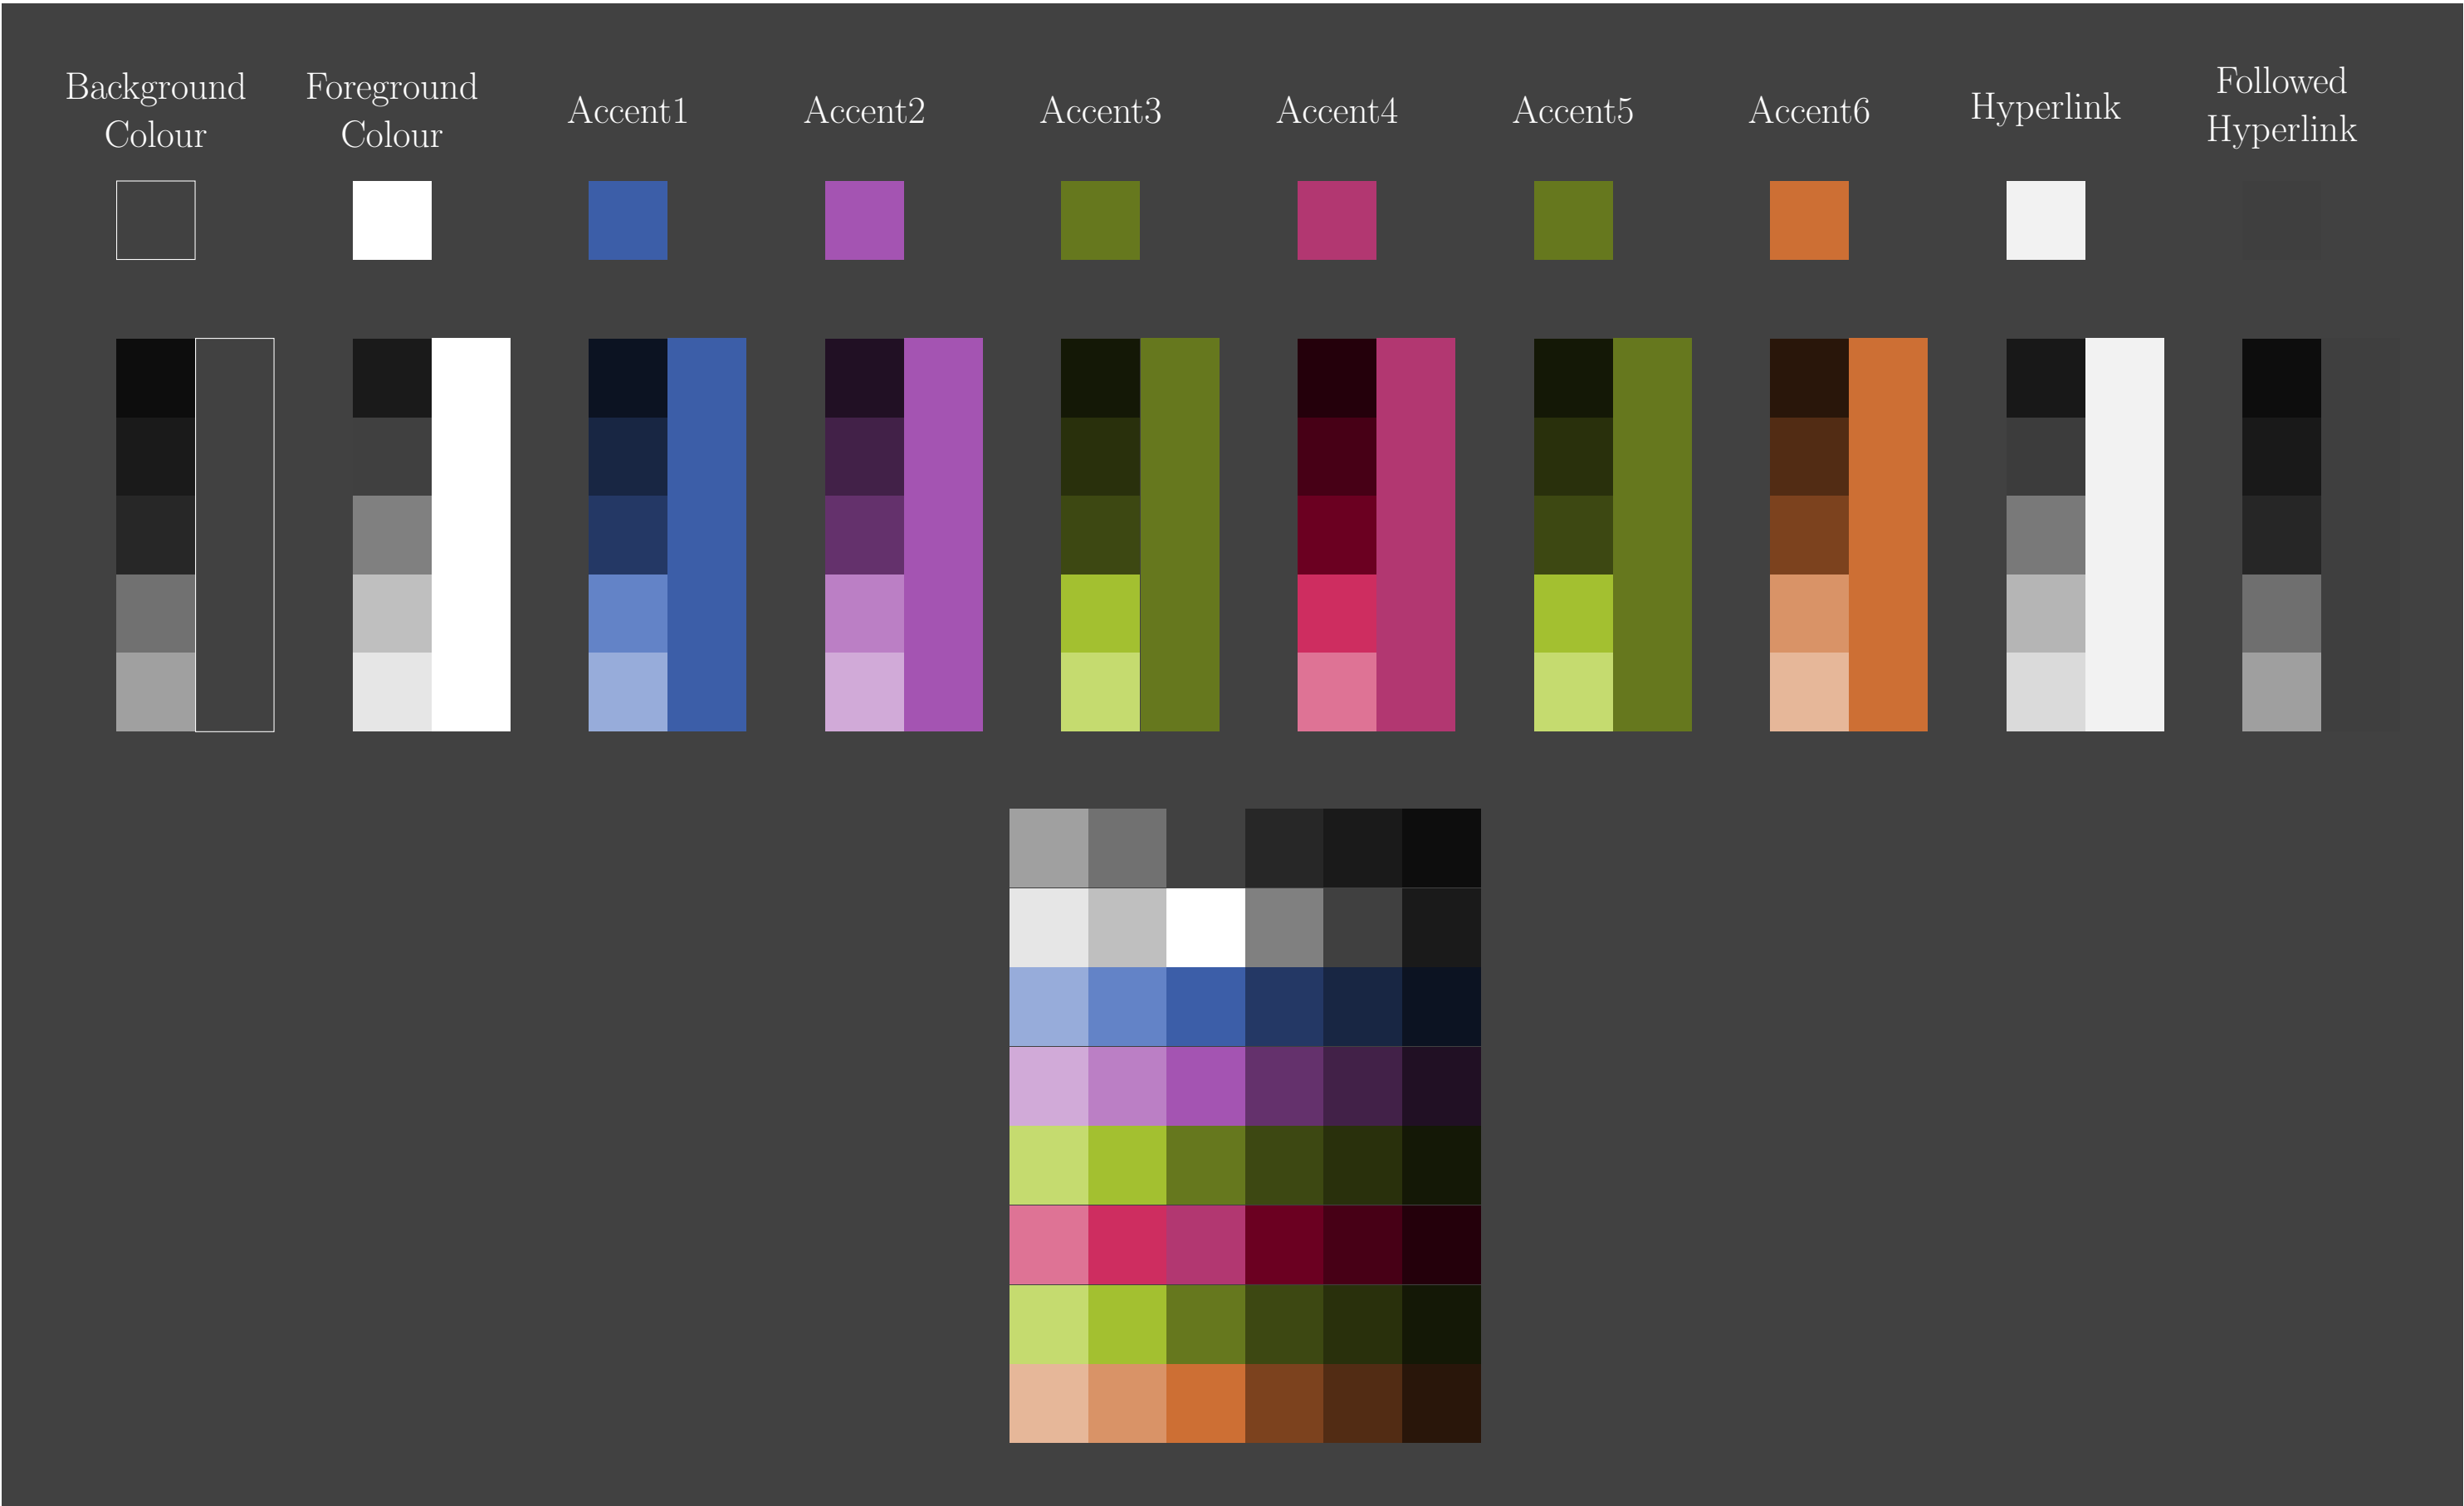 Background
Colour
Foreground
Colour
Accent1
Accent2
Accent3
Accent4
Accent5
Accent6
Hyperlink
Followed
Hyperlink